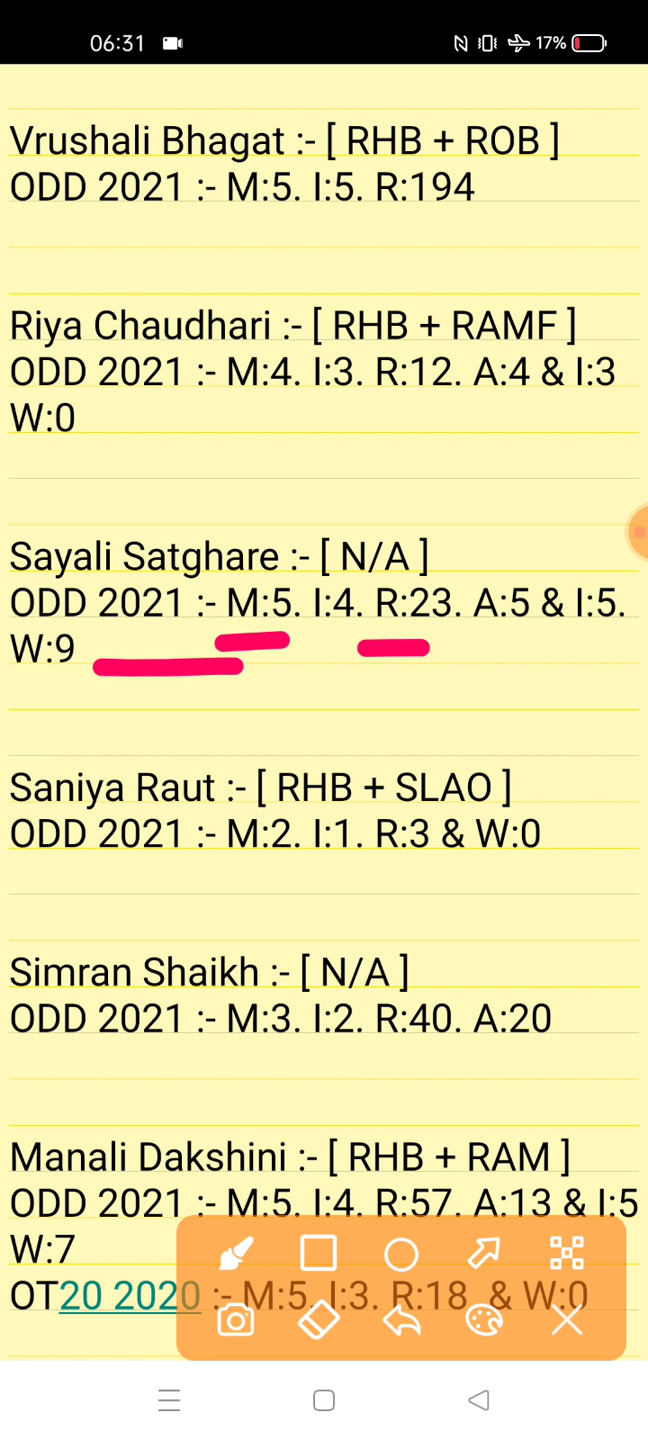 06:31
17%
Vrushali Bhagat :- [ RHB + ROB ]
ODD 2021 :- M:5. I:5. R:194
Riya Chaudhari :- [ RHB + RAMF ]
ODD 2021 :- M:4. I:3. R:12. A:4 & I:3
W:0
Sayali Satghare :- [ N/A ]
ODD 2021 :- M:5. I:4. R:23. A:5 & I:5.
W:9
Saniya Raut :- [ RHB + SLAO ]
ODD 2021 :- M:2. I:1. R:3 & W:0
Simran Shaikh :- [ N/A ]
ODD 2021 :- M:3. I:2. R:40. A:20
Manali Dakshini :- [ RHB + RAM ]
ODD 2021 :- M:5. I:4. R:57. A:13 & I:5
W:7
OT20 2020 :- M:5. I:3. R:18 & W:0